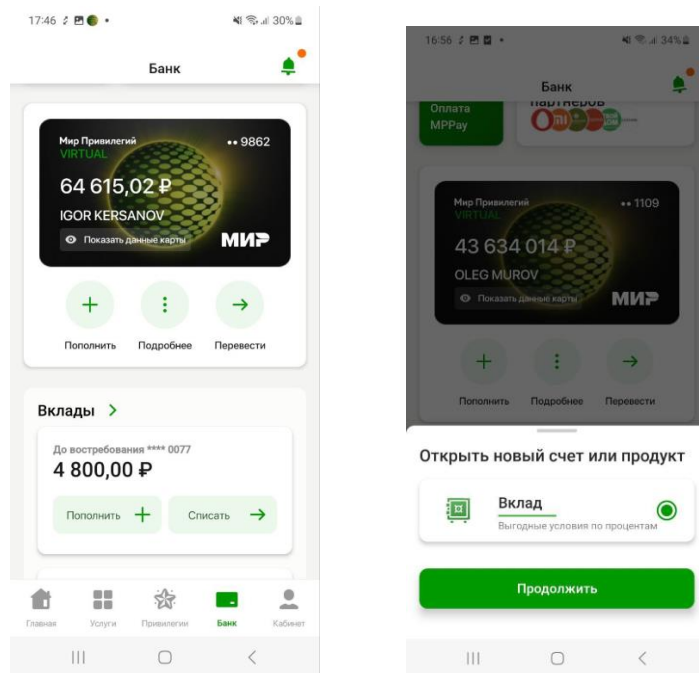 17:46
30%
Банк
Мир Привилегий
VIRTUAL
•• 9862
64 615,02 ₽
IGOR KERSANOV
Показать данные карты
МИР
Пополнить
Подробнее
Перевести
Вклады
До востребования **** 0077
4 800,00 ₽
Пополнить
Списать
Главная
Услуги
Привилегии
Банк
Кабинет
16:56
34%
Банк
Оплата
MPPay
партнеров
Мир Привилегий
VIRTUAL
•• 1109
43 634 014 ₽
OLEG MUROV
Показать данные карты
МИР
Пополнить
Подробнее
Перевести
Открыть новый счет или продукт
Вклад
Выгодные условия по процентам
Продолжить